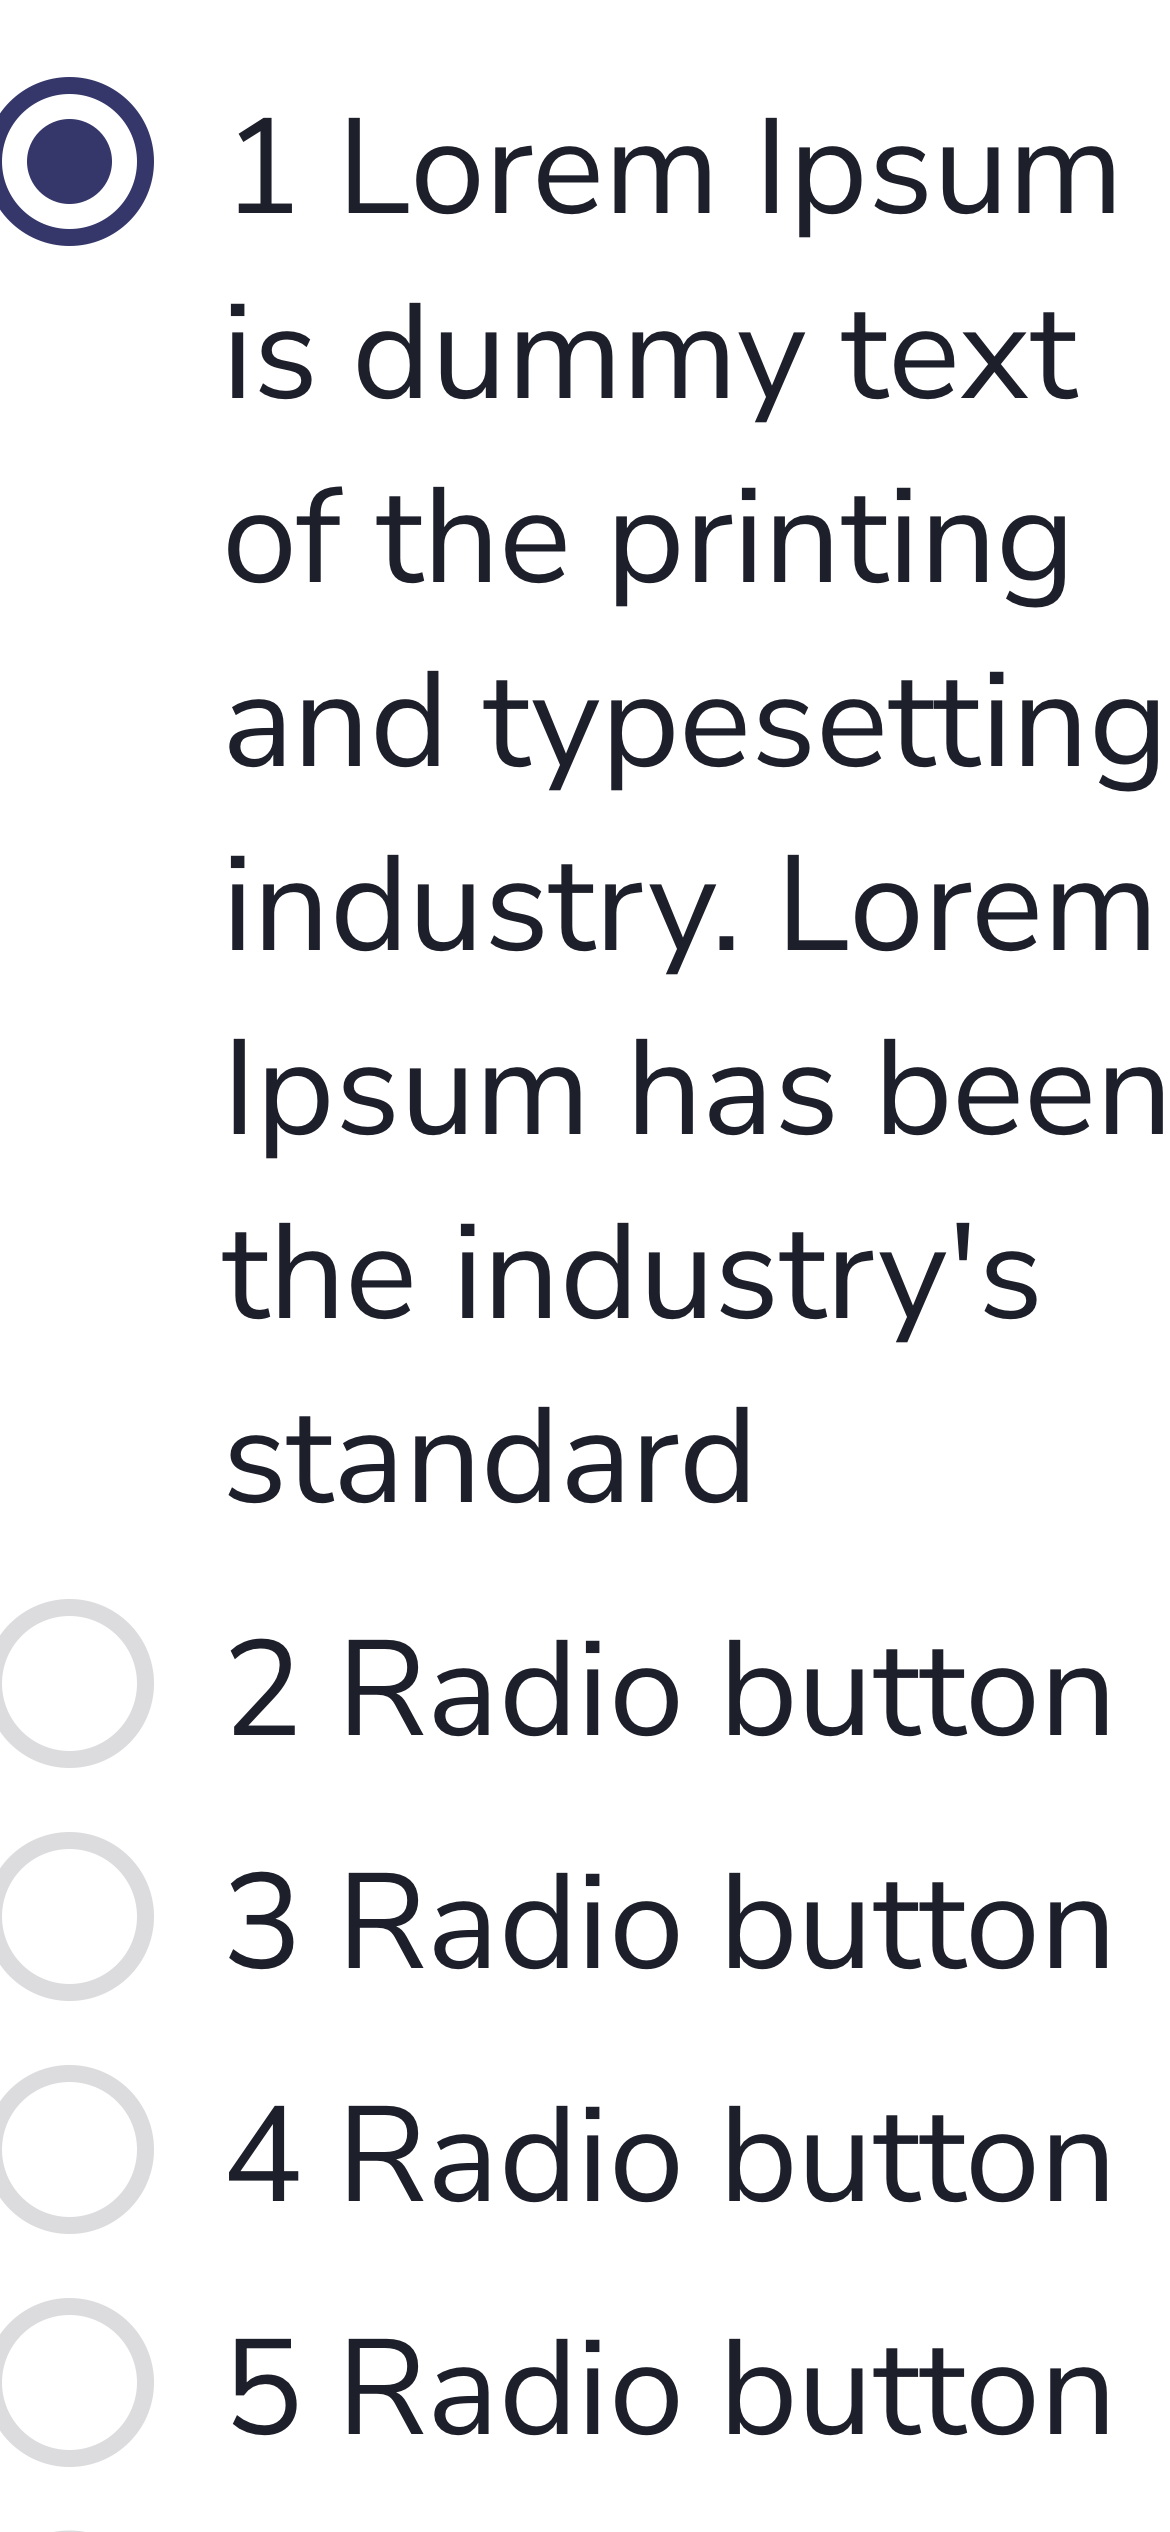 1 Lorem Ipsum
is dummy text
of the printing
and typesetting
industry. Lorem
Ipsum has been
the industry's
standard
2 Radio button
3 Radio button
4 Radio button
5 Radio button